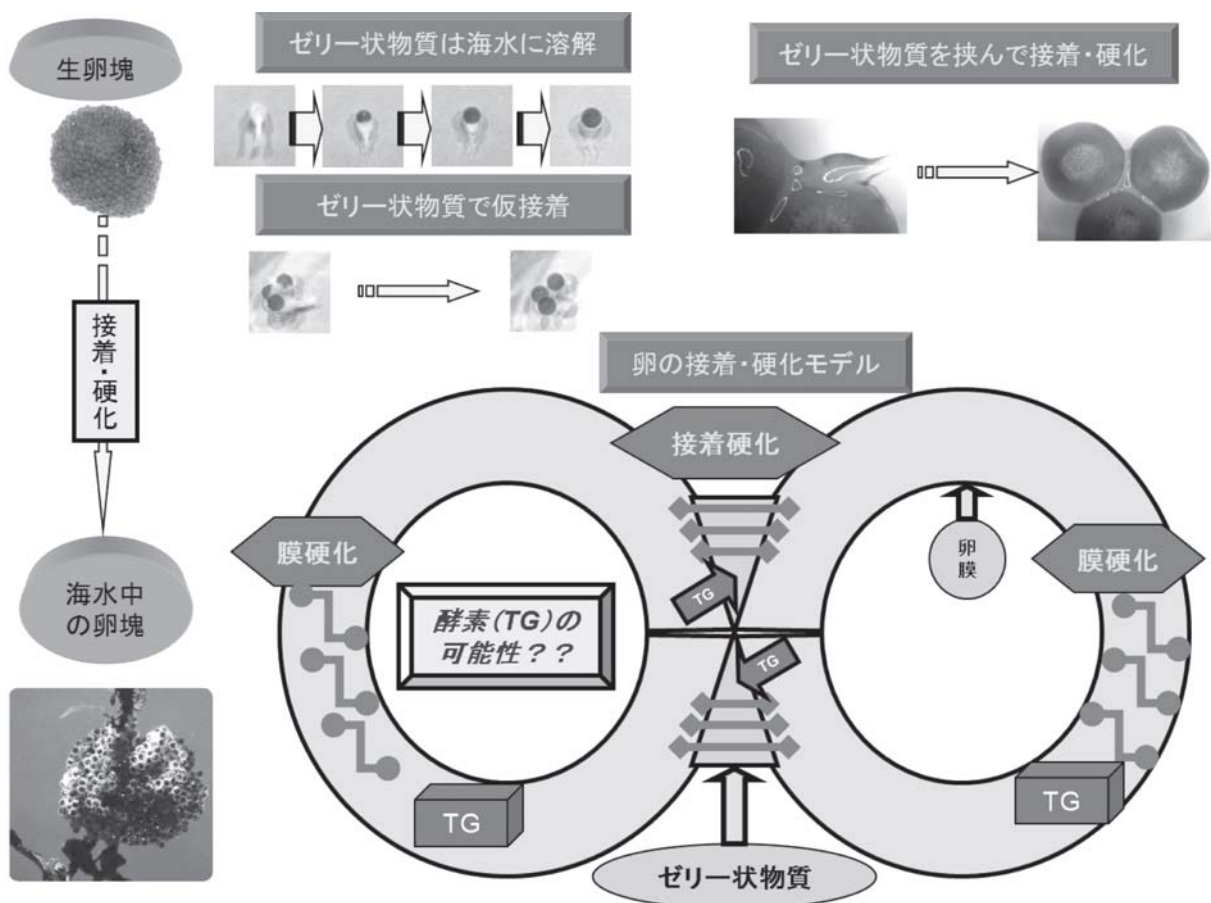 生卵塊
ゼリー状物質は海水に溶解
ゼリー状物質を挟んで接着・硬化
ゼリー状物質で仮接着
接着・硬化
海水中
の卵塊
卵の接着・硬化モデル
接着硬化
膜硬化
酵素(TG)の
可能性??
TG
TG
卵膜
膜硬化
TG
TG
ゼリー状物質